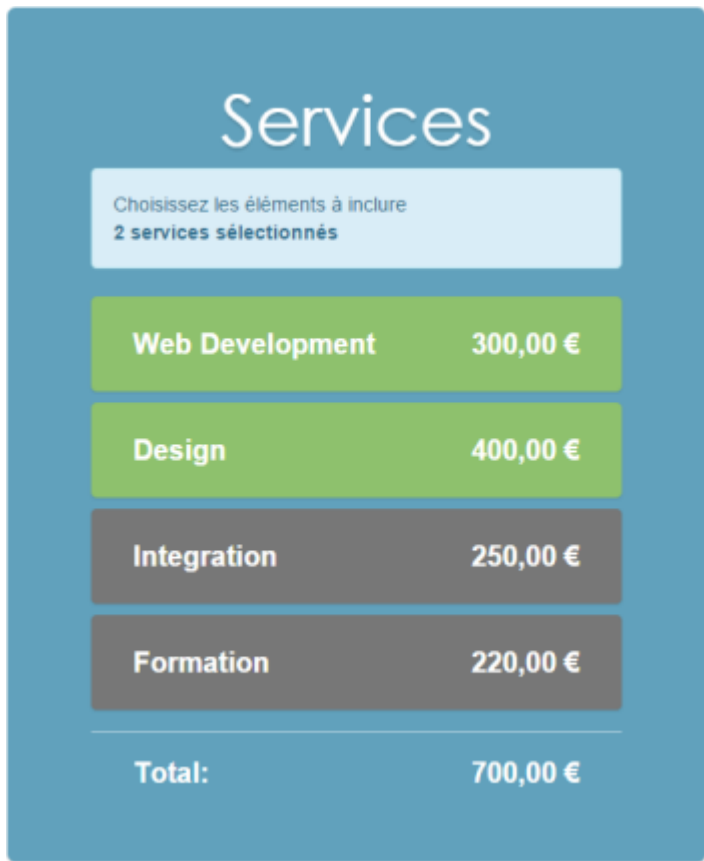 Services
Choisissez les éléments à inclure
2 services sélectionnés
Web Development 300,00 €
Design 400,00 €
Integration 250,00 €
Formation 220,00 €
Total: 700,00 €